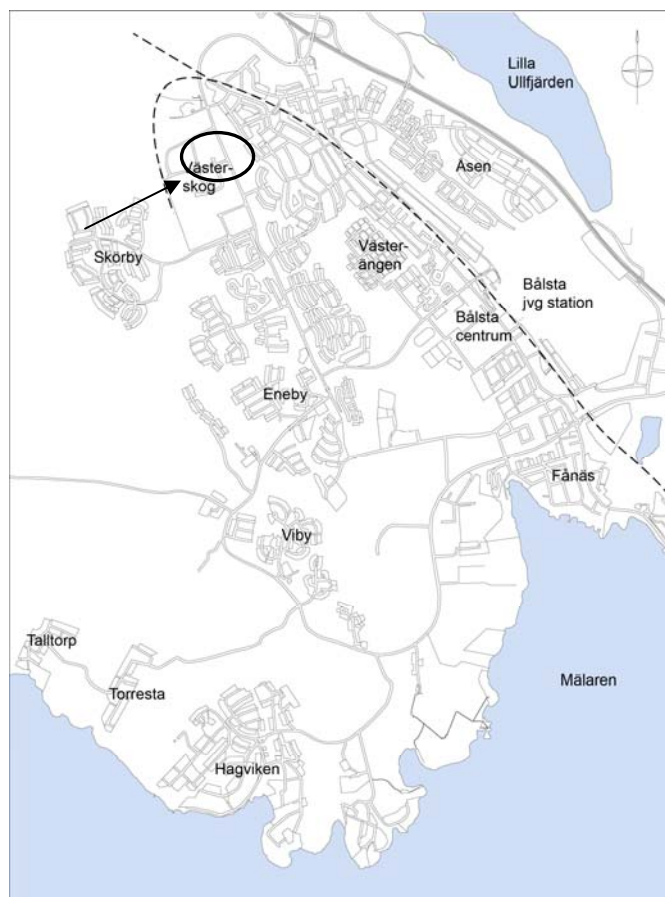 Lilla
Ullfjärden
Åsen
Väster-
skog
Väster-
ängen
Skörby
Bålsta
jvg station
Bålsta
centrum
Eneby
Fånäs
Viby
Talltorp
Torresta
Mälaren
Hagviken